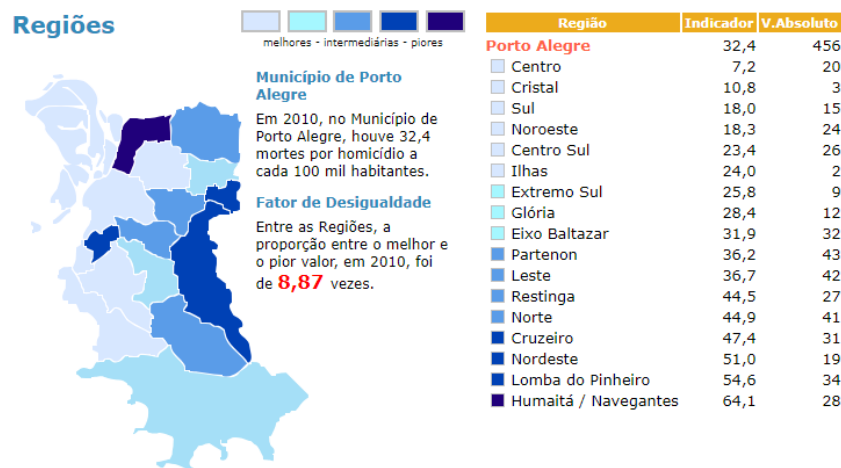 Regiões
melhores - intermediárias - piores
Município de Porto
Alegre
Em 2010, no Município de
Porto Alegre, houve 32,4
mortes por homicídio a
cada 100 mil habitantes.
Fator de Desigualdade
Entre as Regiões, a
proporção entre o melhor e
o pior valor, em 2010, foi
de 8,87 vezes.
Região Indicador V.Absoluto
Porto Alegre 32,4 456
Centro 7,2 20
Cristal 10,8 3
Sul 18,0 15
Noroeste 18,3 24
Centro Sul 23,4 26
Ilhas 24,0 2
Extremo Sul 25,8 9
Glória 28,4 12
Eixo Baltazar 31,9 32
Partenon 36,2 43
Leste 36,7 42
Restinga 44,5 27
Norte 44,9 41
Cruzeiro 47,4 31
Nordeste 51,0 19
Lomba do Pinheiro 54,6 34
Humaitá / Navegantes 64,1 28